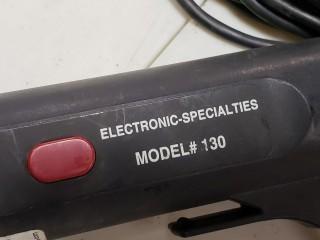 ELECTRONIC-SPECIALTIES
MODEL# 130